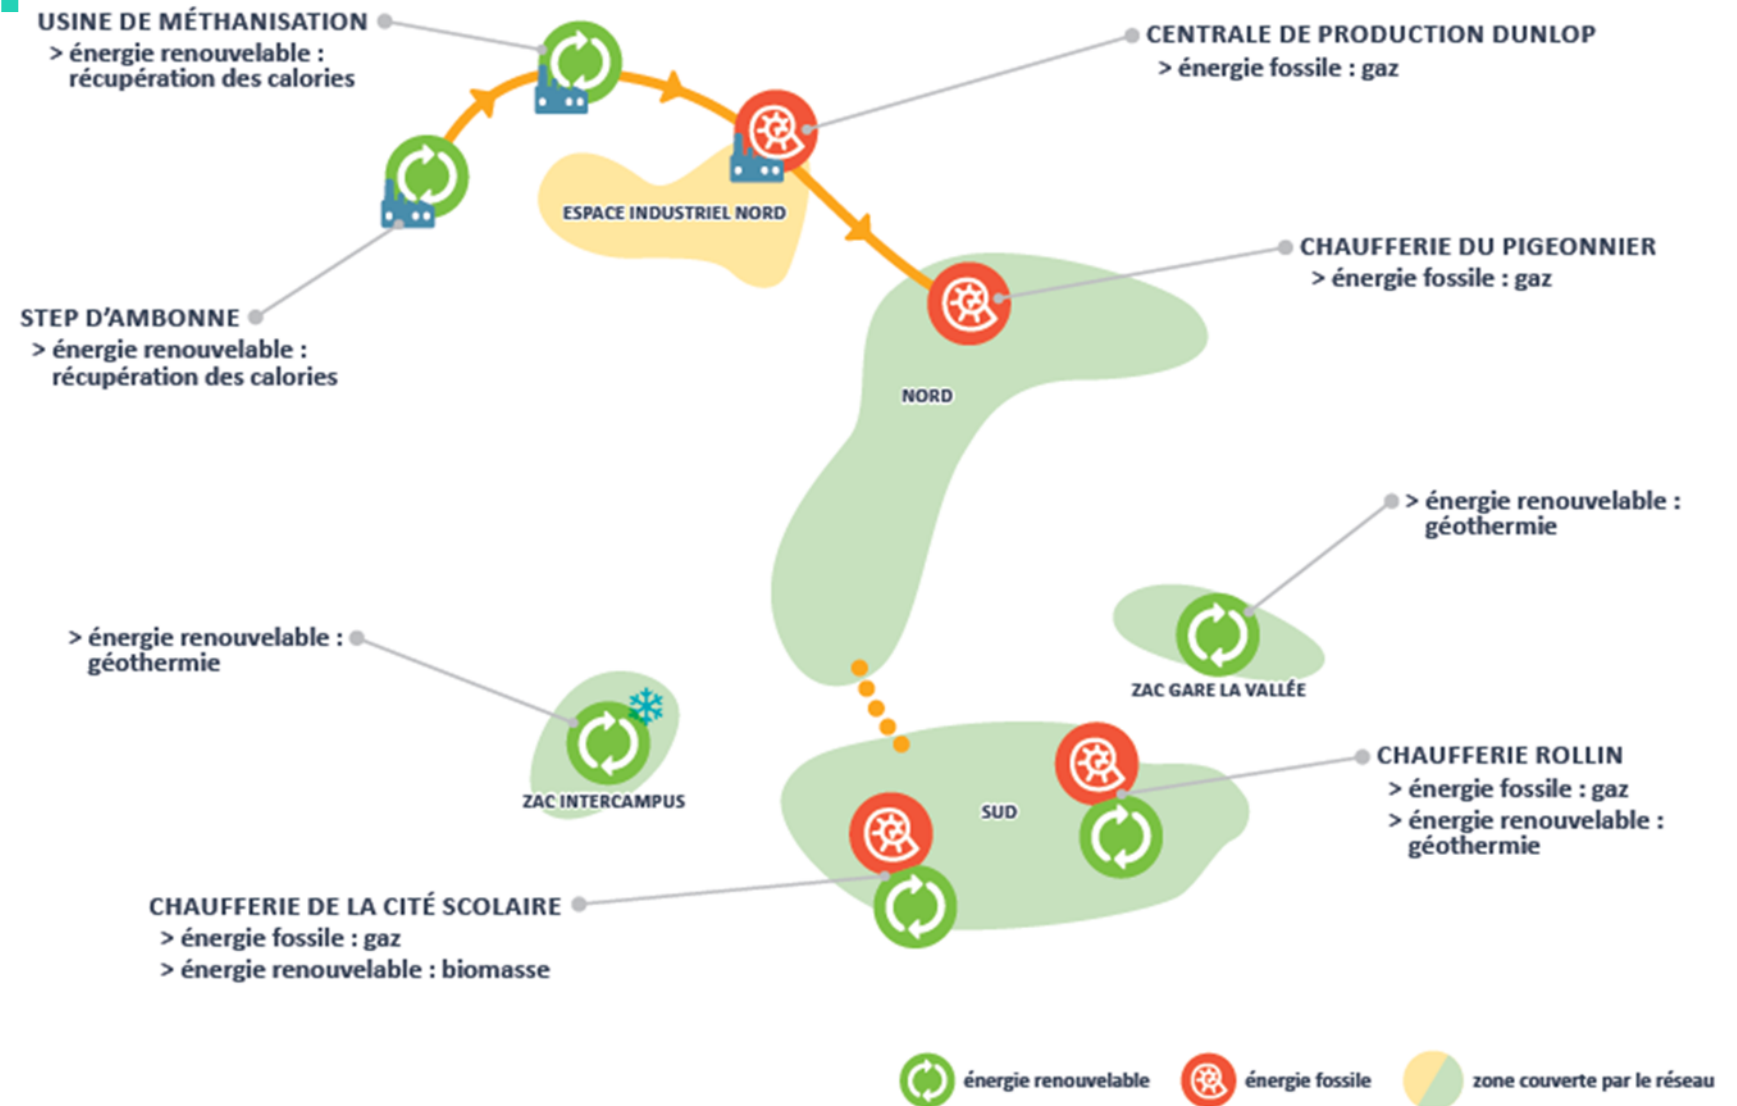 USINE DE MÉTHANISATION
> énergie renouvelable :
récupération des calories
CENTRALE DE PRODUCTION DUNLOP
> énergie fossile : gaz
ESPACE INDUSTRIEL NORD
CHAUFFERIE DU PIGEONNIER
> énergie fossile : gaz
STEP D’AMBONNE
> énergie renouvelable :
récupération des calories
NORD
> énergie renouvelable :
géothermie
> énergie renouvelable :
géothermie
ZAC GARE LA VALLÉE
ZAC INTERCAMPUS
SUD
CHAUFFERIE ROLLIN
> énergie fossile : gaz
> énergie renouvelable :
géothermie
CHAUFFERIE DE LA CITÉ SCOLAIRE
> énergie fossile : gaz
> énergie renouvelable : biomasse
énergie renouvelable
énergie fossile
zone couverte par le réseau